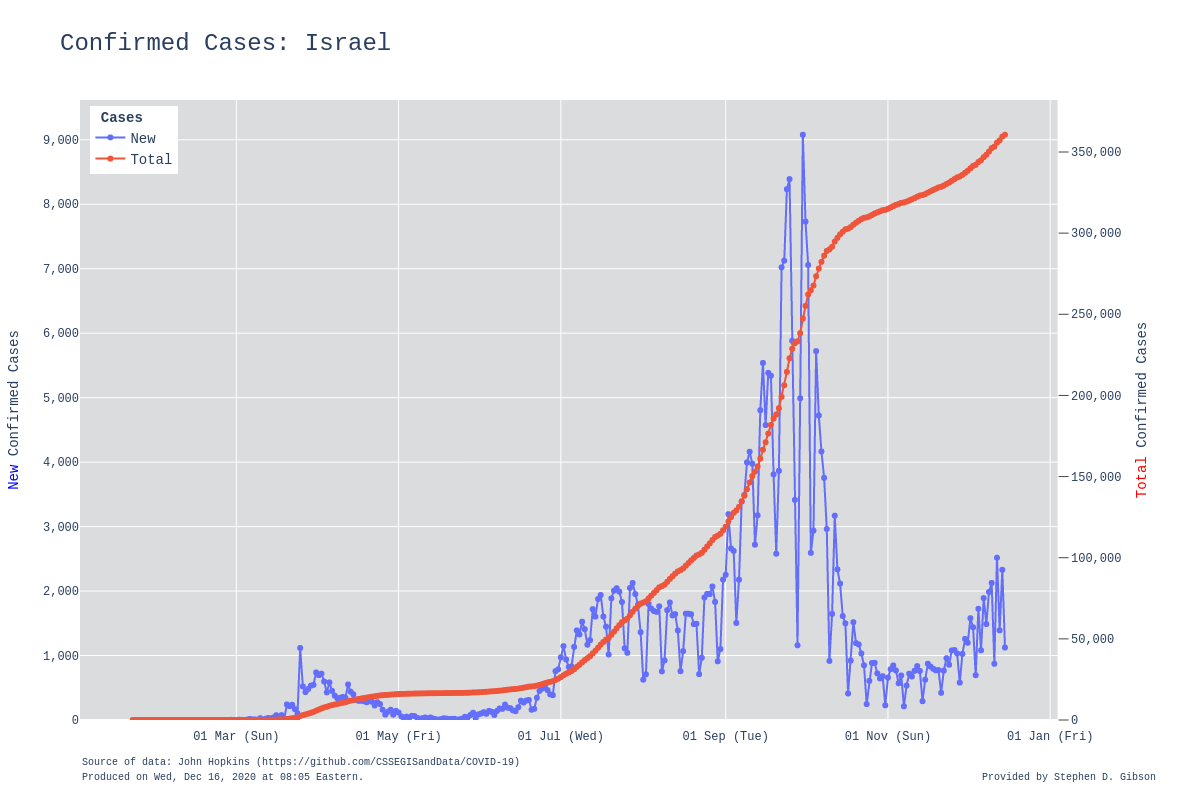 Confirmed Cases: Israel
Cases
New
Total
9,000
8,000
7,000
6,000
5,000
4,000
3,000
2,000
1,000
0
New Confirmed Cases
350,000
300,000
250,000
200,000
150,000
100,000
50,000
0
Total Confirmed Cases
01 Mar (Sun)
01 May (Fri)
01 Jul (Wed)
01 Sep (Tue)
01 Nov (Sun)
01 Jan (Fri)
Source of data: John Hopkins (https://github.com/CSSEGISandData/COVID-19)
Produced on Wed, Dec 16, 2020 at 08:05 Eastern.
Provided by Stephen D. Gibson